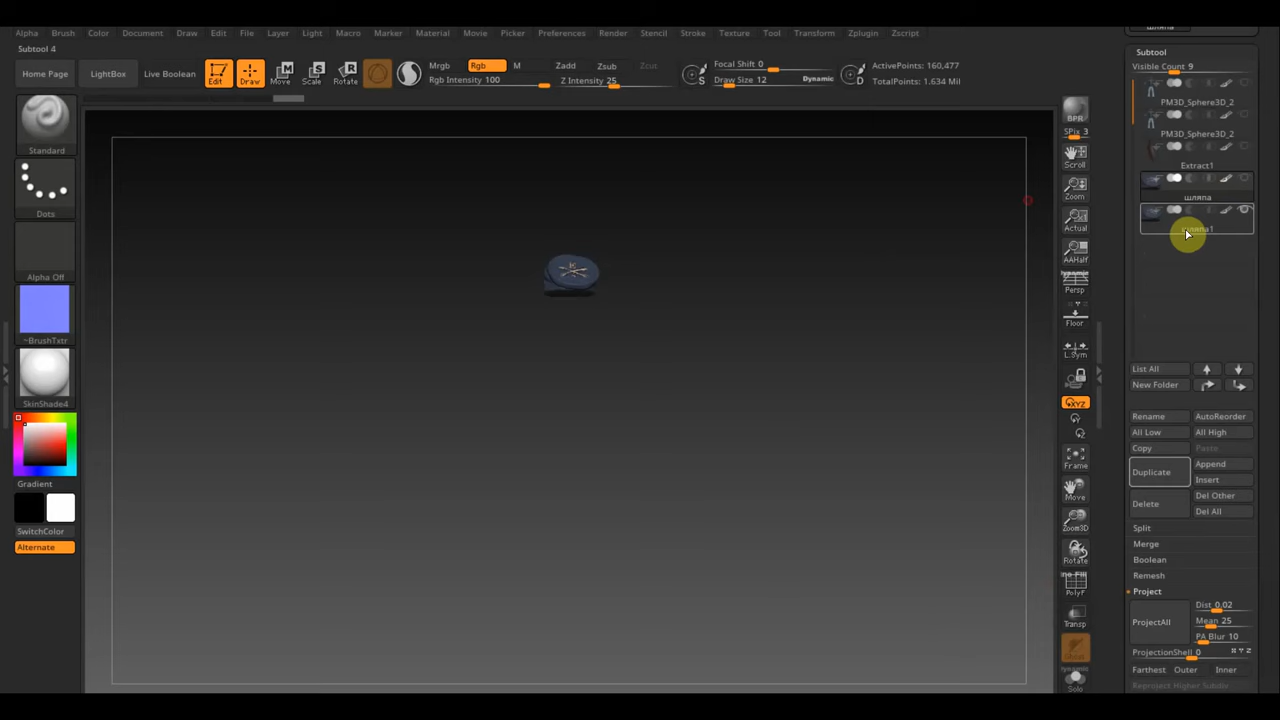 Alpha Brush Color Document Draw Edit File Layer Light Macro Marker Material Movie Picker Preferences Render Stencil Stroke Texture Tool Transform Zplugin Zscript
шляпа
Subtool 4
Subtool
Home Page
LightBox
Live Boolean
Edit
Draw
Move
Scale
Rotate
Mrgb
Rgb
M
Rgb Intensity 100
Zadd
Zsub
Zcut
Z Intensity 25
Focal Shift 0
Draw Size 12
Dynamic
S
D
ActivePoints: 160,477
TotalPoints: 1.634 Mil
Visible Count 9
PM3D_Sphere3D_2
PM3D_Sphere3D_2
Extract1
шляпа
шляпа1
Standard
Dots
Alpha Off
~BrushTxtr
SkinShade4
Gradient
SwitchColor
Alternate
BPR
SPix 3
Scroll
Zoom
Actual
AAHalf
Persp
Floor
L.Sym
XYZ
Frame
Move
Zoom3D
Rotate
PolyF
Transp
Solo
List All
New Folder
Rename
AutoReorder
All Low
All High
Copy
Paste
Duplicate
Append
Insert
Delete
Del Other
Del All
Split
Merge
Boolean
Remesh
Project
ProjectAll
Dist 0.02
Mean 25
PA Blur 10
ProjectionShell 0
X Y Z
Farthest
Outer
Inner
Reproject Higher Subdiv